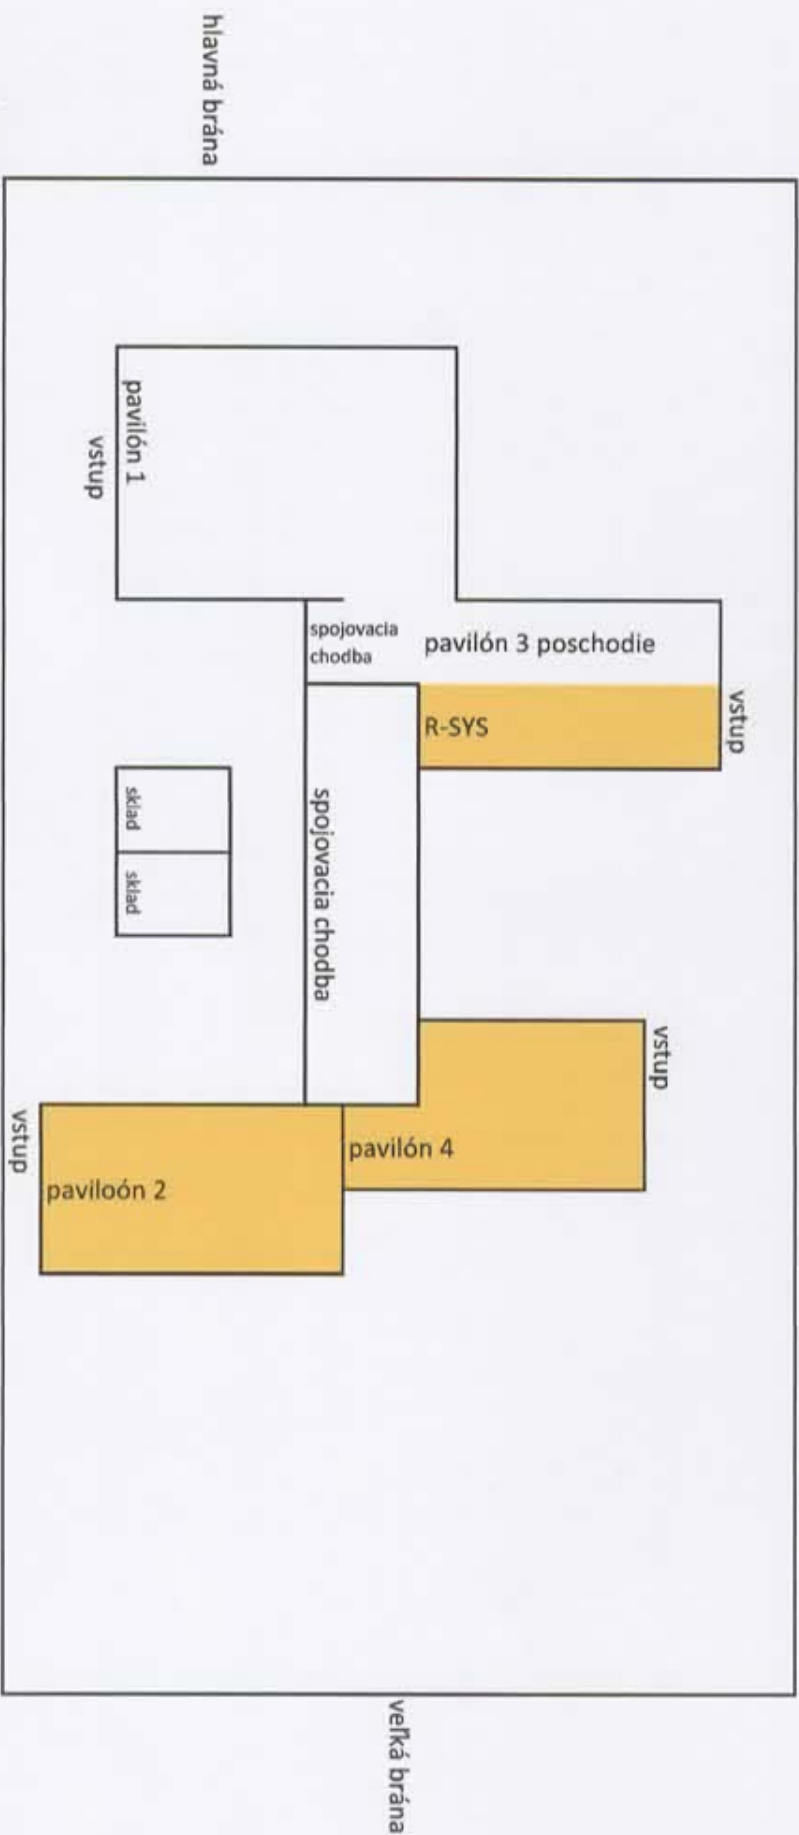 hlavná brána
pavilón 1
vstup
spojovacia
chodba
pavilón 3 poschodie
vstup
R-SYS
sklad
sklad
spojovacia chodba
vstup
pavilón 4
vstup
paviloón 2
veľká brána